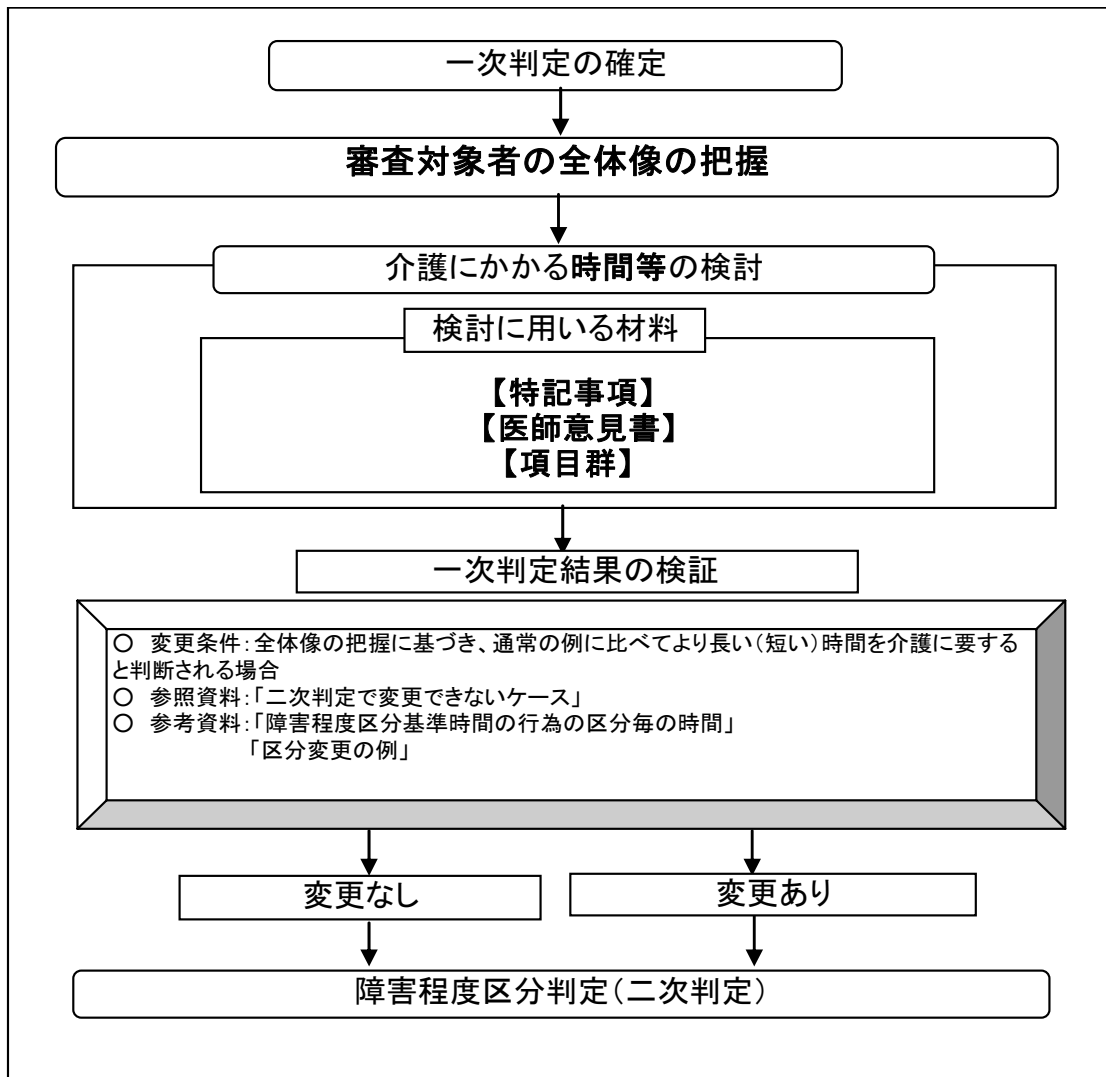 一次判定の確定
審査対象者の全体像の把握
介護にかかる時間等の検討
検討に用いる材料
【特記事項】
【医師意見書】
【項目群】
一次判定結果の検証
○ 変更条件：全体像の把握に基づき、通常の例に比べてより長い（短い）時間を介護に要する
と判断される場合
○ 参照資料：「二次判定で変更できないケース」
○ 参考資料：「障害程度区分基準時間の行為の区分毎の時間」
「区分変更の例」
変更なし
変更あり
障害程度区分判定（二次判定）